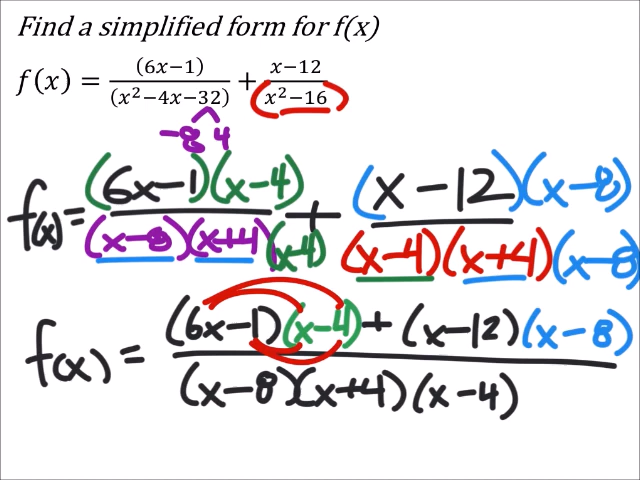 Find a simplified form for f(x)
f(x) = (6x−1)/(x²−4x−32) + x−12/x²−16
-8 4
f(x) = (6x-1)(x-4)/(x-8)(x+4)(x-4) + (x-12)(x-8)/(x-4)(x+4)(x-8)
f(x) = (6x-1)(x-4) + (x-12)(x-8)/(x-8)(x+4)(x-4)